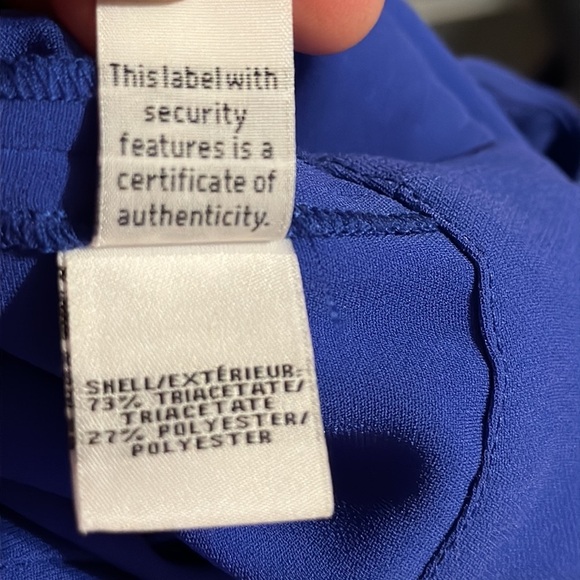 This label with
security
features is a
certificate of
authenticity.
SHELL/EXTÉRIEUR:
73% TRIACETATE/
TRIACETATE
27% POLYESTER/
POLYESTER